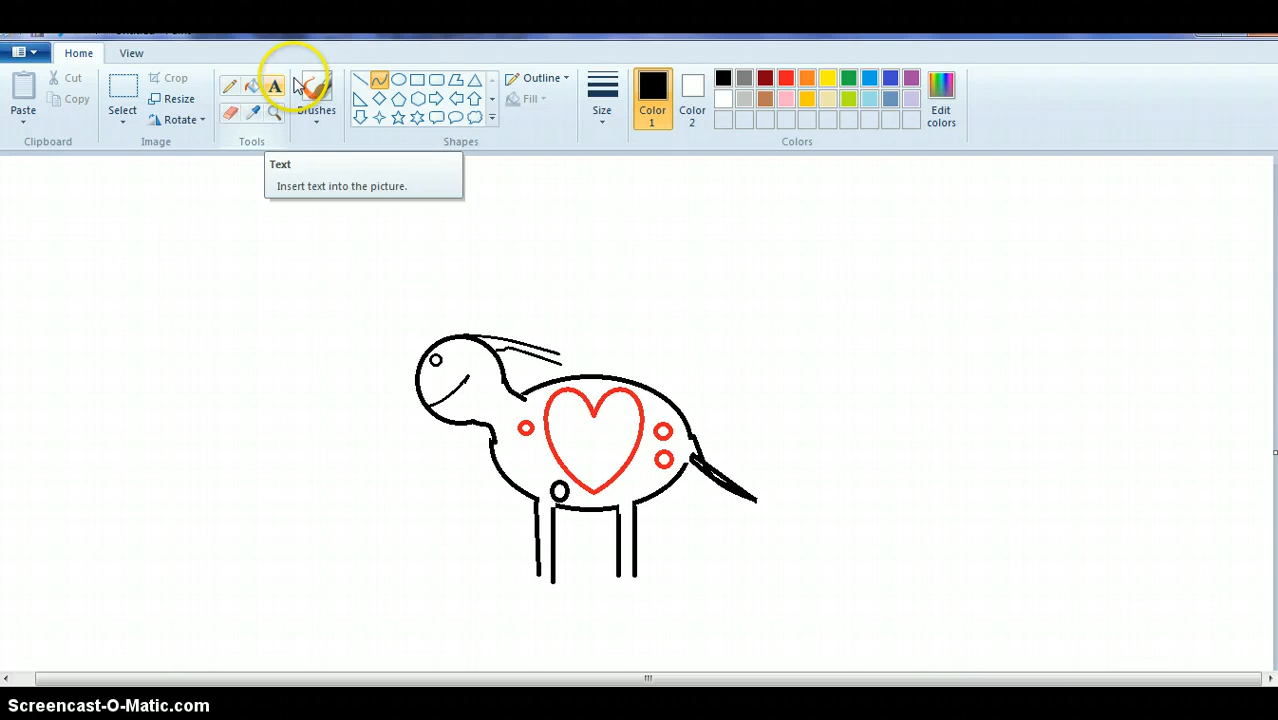 Home View
Cut
Copy
Paste
Clipboard
Select
Crop
Resize
Rotate
Image
A
Tools
Brushes
Outline
Fill
Shapes
Size
Color
1
Color
2
Edit
colors
Colors
Text
Insert text into the picture.
Screencast-O-Matic.com